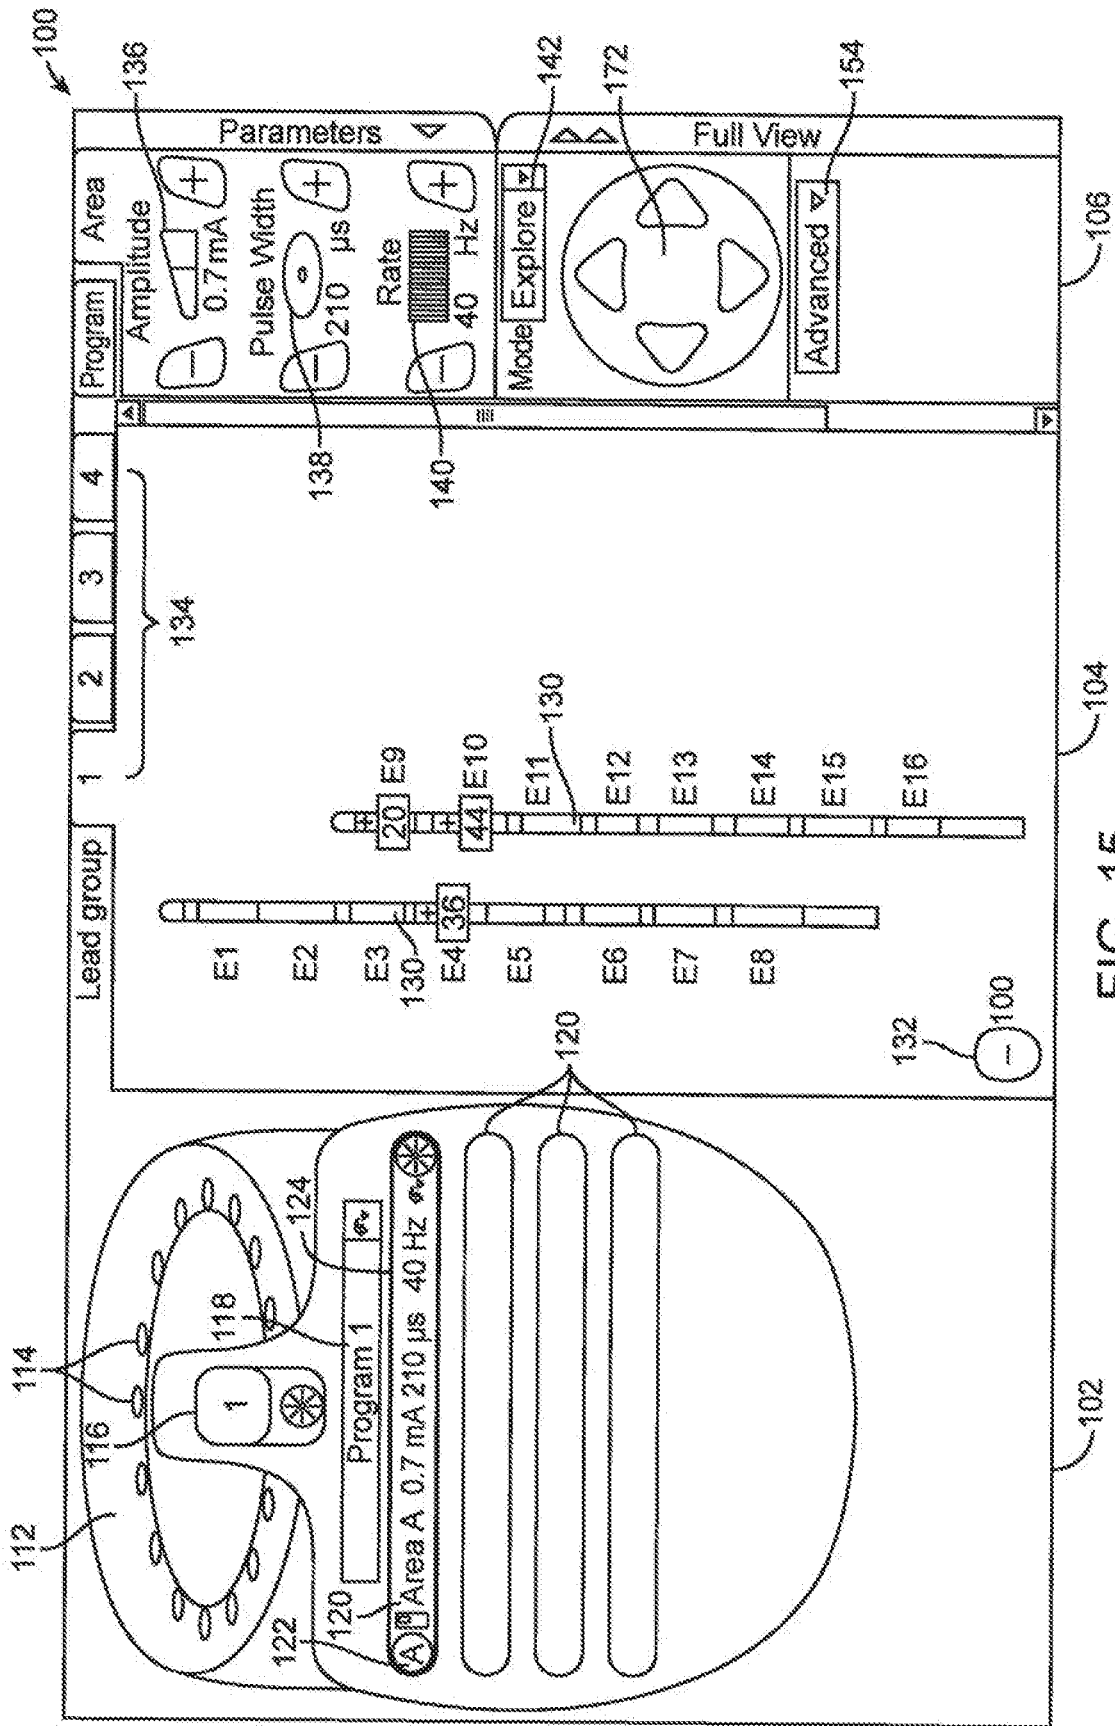 100
Lead group
1
2
3
4
134
Program
Area
Amplitude
136
0.7 mA
Pulse Width
210 µs
138
Rate
40 Hz
140
Parameters
Mode
Explore
142
172
Full View
Advanced
154
106
112
114
116
1
118
Program 1
124
122
120
A
Area A 0.7 mA 210 µs 40 Hz
120
102
E1
E2
E3
130
E4
+
36
E5
E6
E7
E8
+
20
E9
+
44
E10
E11
130
E12
E13
E14
E15
E16
132
−
100
104
FIG. 15